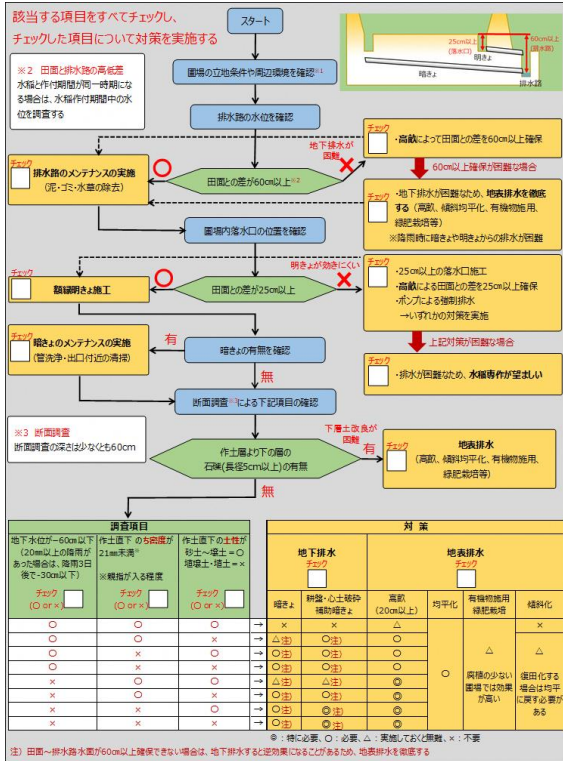 該当する項目をすべてチェックし、
チェックした項目について対策を実施する
スタート
25cm以上
(落水口)
60cm以上
(排水路)
明きょ
暗きょ
排水路
※2 田面と排水路の高低差
水稲と作付期間が同一時期にな
る場合は、水稲作付期間中の水
位を調査する
圃場の立地条件や周辺環境を確認※1
排水路の水位を確認
地下排水が
困難
チェック
・高畝によって田面との差を60cm以上確保
チェック
排水路のメンテナンスの実施
(泥・ゴミ・水草の除去)
田面との差が60cm以上※2
60cm以上確保が困難な場合
チェック
・地下排水が困難なため、地表排水を徹底
する(高畝、傾斜均平化、有機物施用、
緑肥栽培等)
※降雨時に暗きょや明きょからの排水が困難
圃場内落水口の位置を確認
明きょが効きにくい
チェック
額縁明きょ施工
田面との差が25cm以上
チェック
・25cm以上の落水口施工
・高畝による田面との差を25cm以上確保
・ポンプによる強制排水
→いずれかの対策を実施
上記対策が困難な場合
チェック
暗きょのメンテナンスの実施
(管洗浄・出口付近の清掃)
有
暗きょの有無を確認
無
チェック
・排水が困難なため、水稲専作が望ましい
断面調査※3による下記項目の確認
※3 断面調査
断面調査の深さは少なくとも60cm
下層土改良が
困難
作土層より下の層の
石礫(長径5cm以上)の有無
有
チェック
地表排水
(高畝、傾斜均平化、有機物施用、
緑肥栽培等)
無
調査項目
地下水位が-60cm以下
(20mm以上の降雨が
あった場合は、降雨3日
後で-30cm以下)
チェック
(○ or ×)
作土直下のち密度が
21mm未満※
※親指が入る程度
チェック
(○ or ×)
作土直下の土性が
砂土~壌土=○
埴壌土・埴土=×
チェック
(○ or ×)
対 策
地下排水
チェック
地表排水
チェック
暗きょ
耕盤・心土破砕
補助暗きょ
高畝
(20cm以上)
均平化
有機物施用
緑肥栽培
傾斜化
○ ○ ○ → × × △ ×
○ ○ × → △注) ○注) ○
○ × ○ → ○注) ○注) ○
○ × × → ○注) ○注) ○
× ○ ○ → △注) △注) ◎
× ○ × → ○注) ○注) ◎
× × ○ → ○注) ◎注) ◎
× × × → ○注) ◎注) ◎
○
△
腐植の少ない
圃場では効果
が高い
△
復田化する
場合は均平
に戻す必要が
ある
◎:特に必要、○:必要、△:実施しておくと無難、×:不要
注)田面~排水路水面が60cm以上確保できない場合は、地下排水すると逆効果になることがあるため、地表排水を徹底する